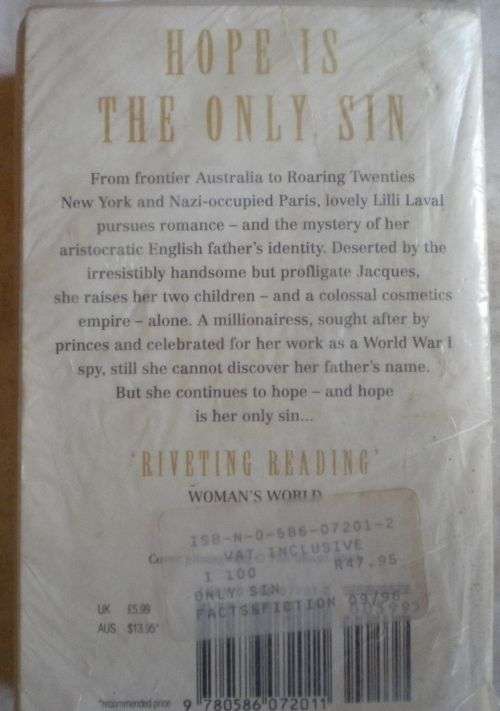 HOPE IS
THE ONLY SIN
From frontier Australia to Roaring Twenties
New York and Nazi-occupied Paris, lovely Lilli Laval
pursues romance – and the mystery of her
aristocratic English father's identity. Deserted by the
irresistibly handsome but profligate Jacques,
she raises her two children – and a colossal cosmetics
empire – alone. A millionairess, sought after by
princes and celebrated for her work as a World War I
spy, still she cannot discover her father's name.
But she continues to hope – and hope
is her only sin...
'RIVETING READING'
WOMAN'S WORLD
ISB-N-0-586-07201-2
VAT INCLUSIVE
I 100 R47.95
ONLY SIN
FACTS&FICTION 09/96
UK £5.99
AUS $13.95*
*recommended price
9 780586 072011